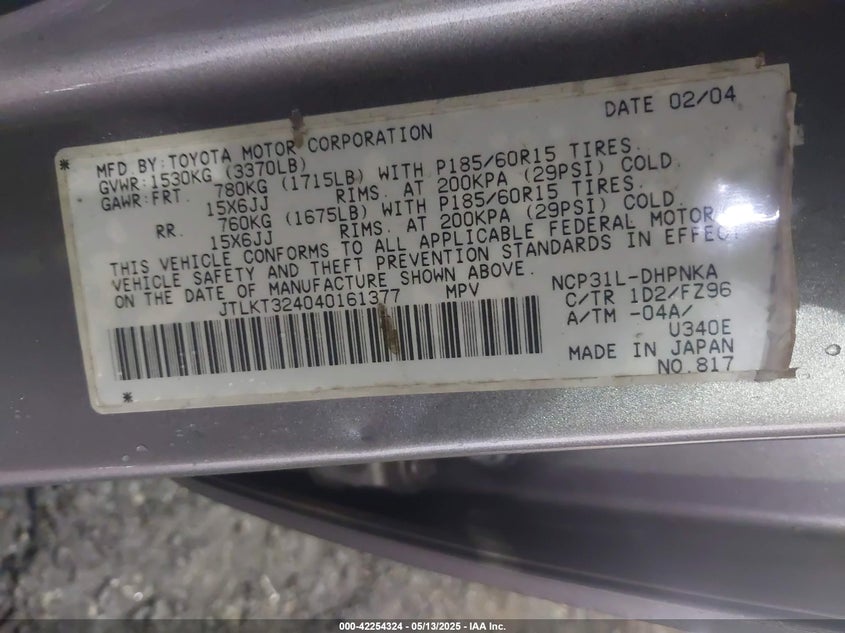 DATE 02/04
* MFD.BY:TOYOTA MOTOR CORPORATION
GVWR:1530KG (3370LB)
GAWR:FRT. 780KG (1715LB) WITH P185/60R15 TIRES.
15X6JJ RIMS. AT 200KPA (29PSI) COLD.
RR. 760KG (1675LB) WITH P185/60R15 TIRES.
15X6JJ RIMS. AT 200KPA (29PSI) COLD.
THIS VEHICLE CONFORMS TO ALL APPLICABLE FEDERAL MOTOR
VEHICLE SAFETY AND THEFT PREVENTION STANDARDS IN EFFECT
ON THE DATE OF MANUFACTURE SHOWN ABOVE.
JTLKT324040161377 MPV
NCP31L-DHPNKA
C/TR 1D2/FZ96
A/TM -04A/
U340E
MADE IN JAPAN
NO.817
*
000-42254324 | 05/13/2025 | IAA Inc.